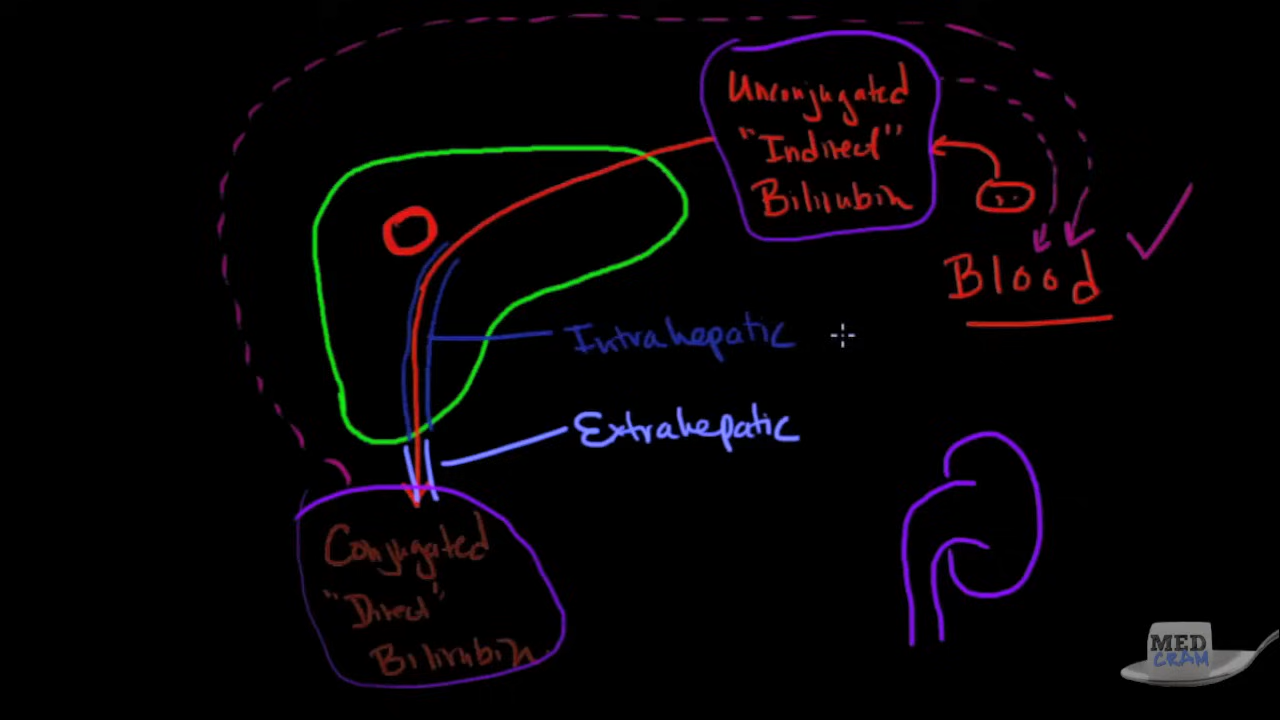 Unconjugated
"Indirect"
Bilirubin
Blood
Intrahepatic
Extrahepatic
Conjugated
"Direct"
Bilirubin
MED
CRAM